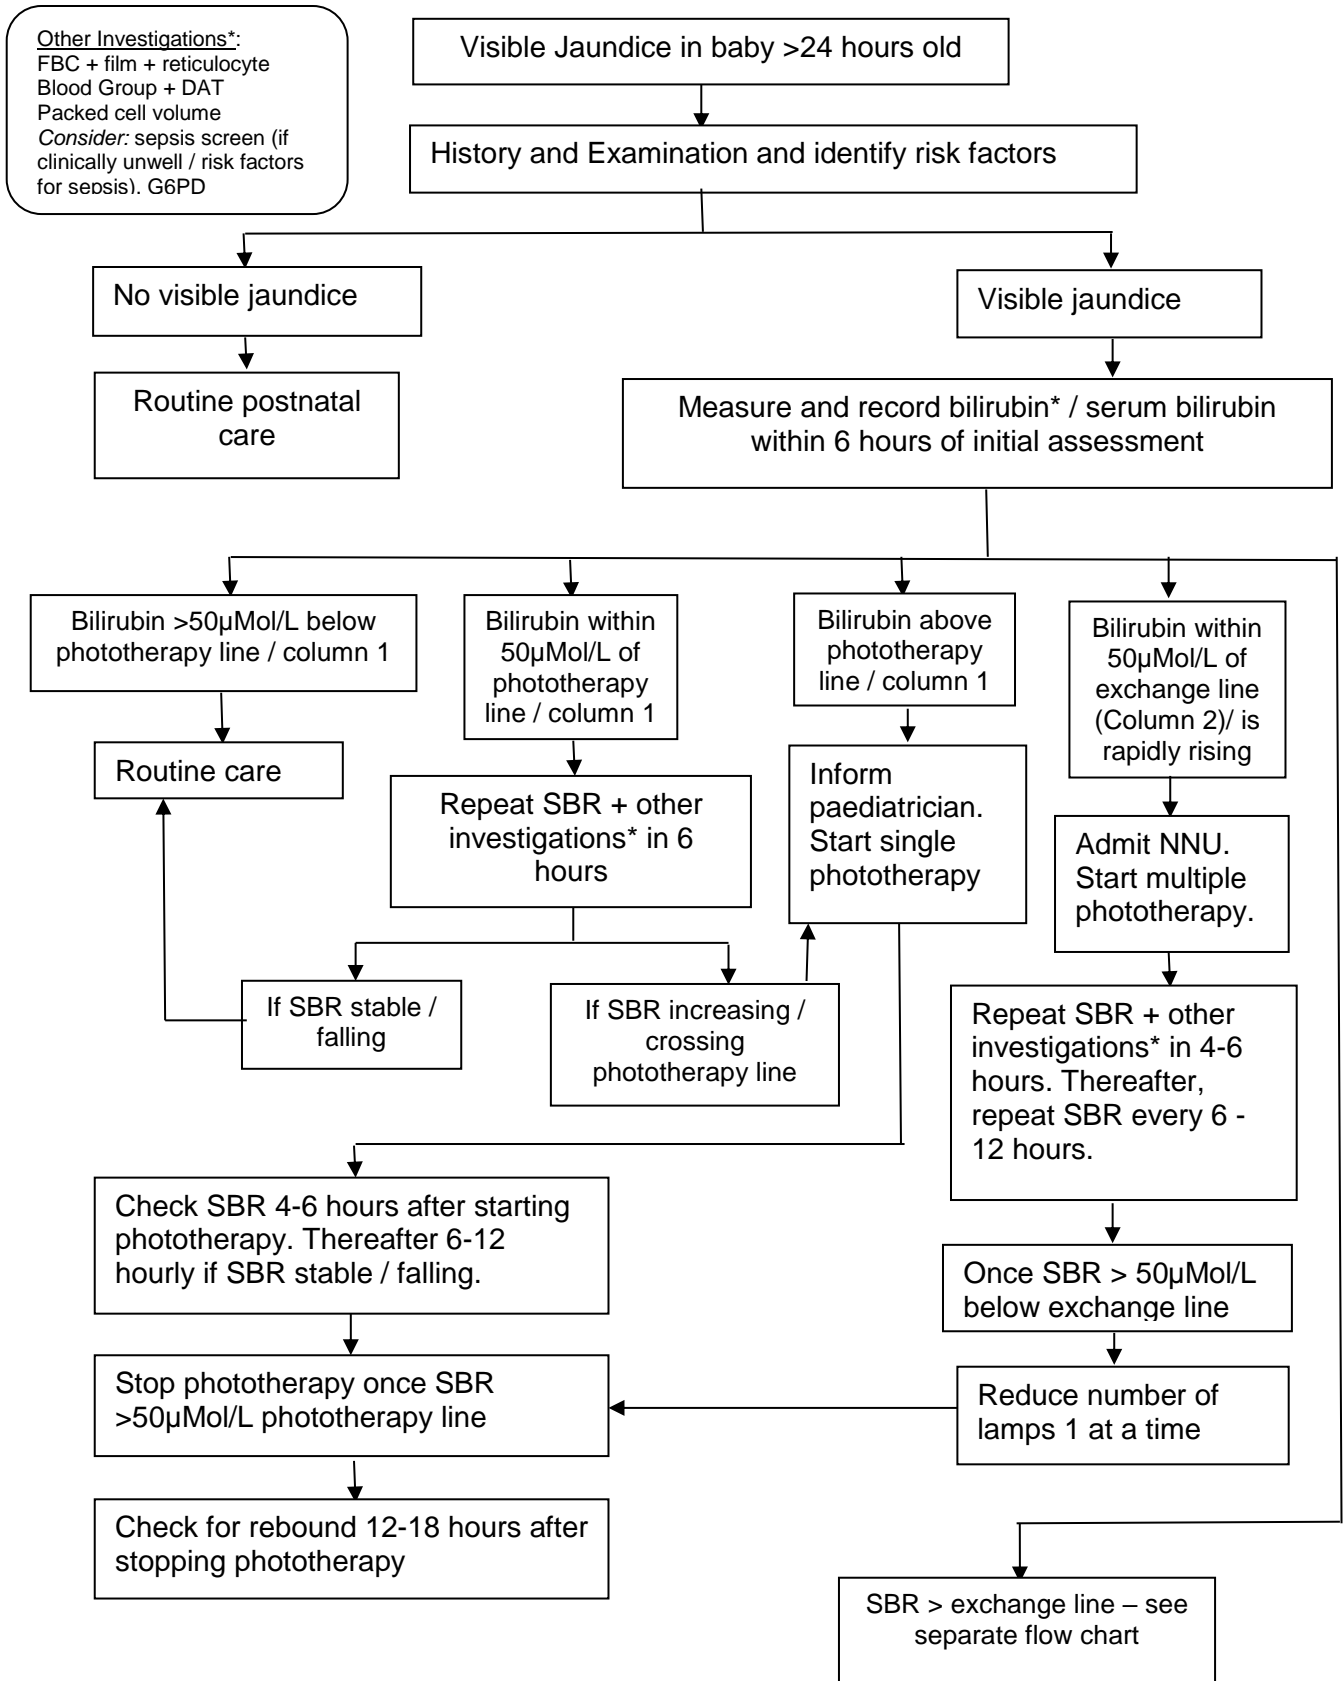 Other Investigations*:
FBC + film + reticulocyte
Blood Group + DAT
Packed cell volume
Consider: sepsis screen (if
clinically unwell / risk factors
for sepsis). G6PD
Visible Jaundice in baby >24 hours old
History and Examination and identify risk factors
No visible jaundice
Visible jaundice
Routine postnatal
care
Measure and record bilirubin* / serum bilirubin
within 6 hours of initial assessment
Bilirubin >50µMol/L below
phototherapy line / column 1
Bilirubin within
50µMol/L of
phototherapy
line / column 1
Bilirubin above
phototherapy
line / column 1
Bilirubin within
50µMol/L of
exchange line
(Column 2)/ is
rapidly rising
Routine care
Repeat SBR + other
investigations* in 6
hours
Inform
paediatrician.
Start single
phototherapy
Admit NNU.
Start multiple
phototherapy.
If SBR stable /
falling
If SBR increasing /
crossing
phototherapy line
Repeat SBR + other
investigations* in 4-6
hours. Thereafter,
repeat SBR every 6 -
12 hours.
Check SBR 4-6 hours after starting
phototherapy. Thereafter 6-12
hourly if SBR stable / falling.
Once SBR > 50µMol/L
below exchange line
Stop phototherapy once SBR
>50µMol/L phototherapy line
Reduce number of
lamps 1 at a time
Check for rebound 12-18 hours after
stopping phototherapy
SBR > exchange line – see
separate flow chart